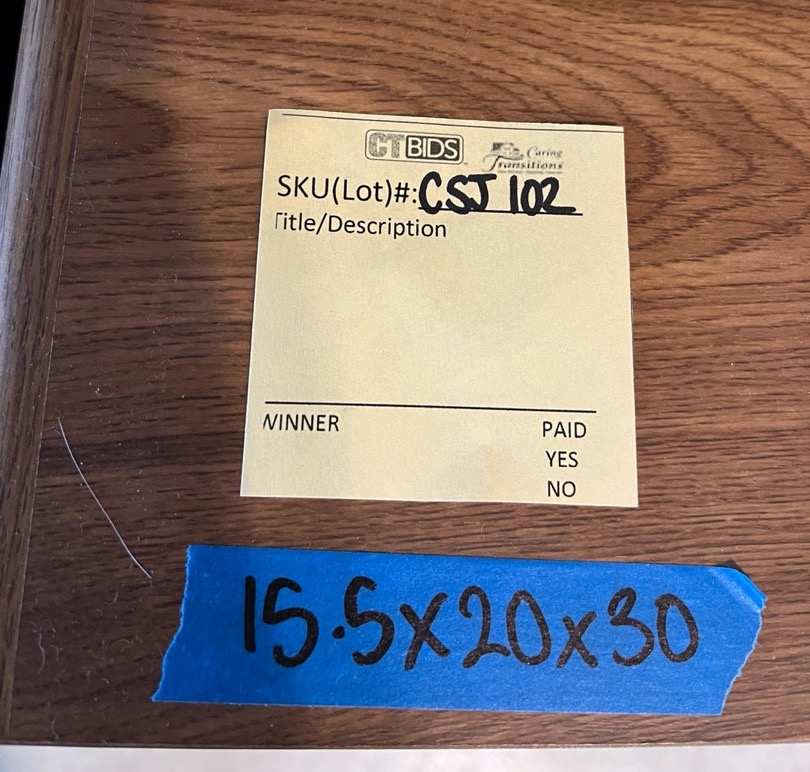 CTBIDS
Caring
Transitions
SKU(Lot)#: CSJ 102
Title/Description
WINNER
PAID
YES
NO
15.5x20x30